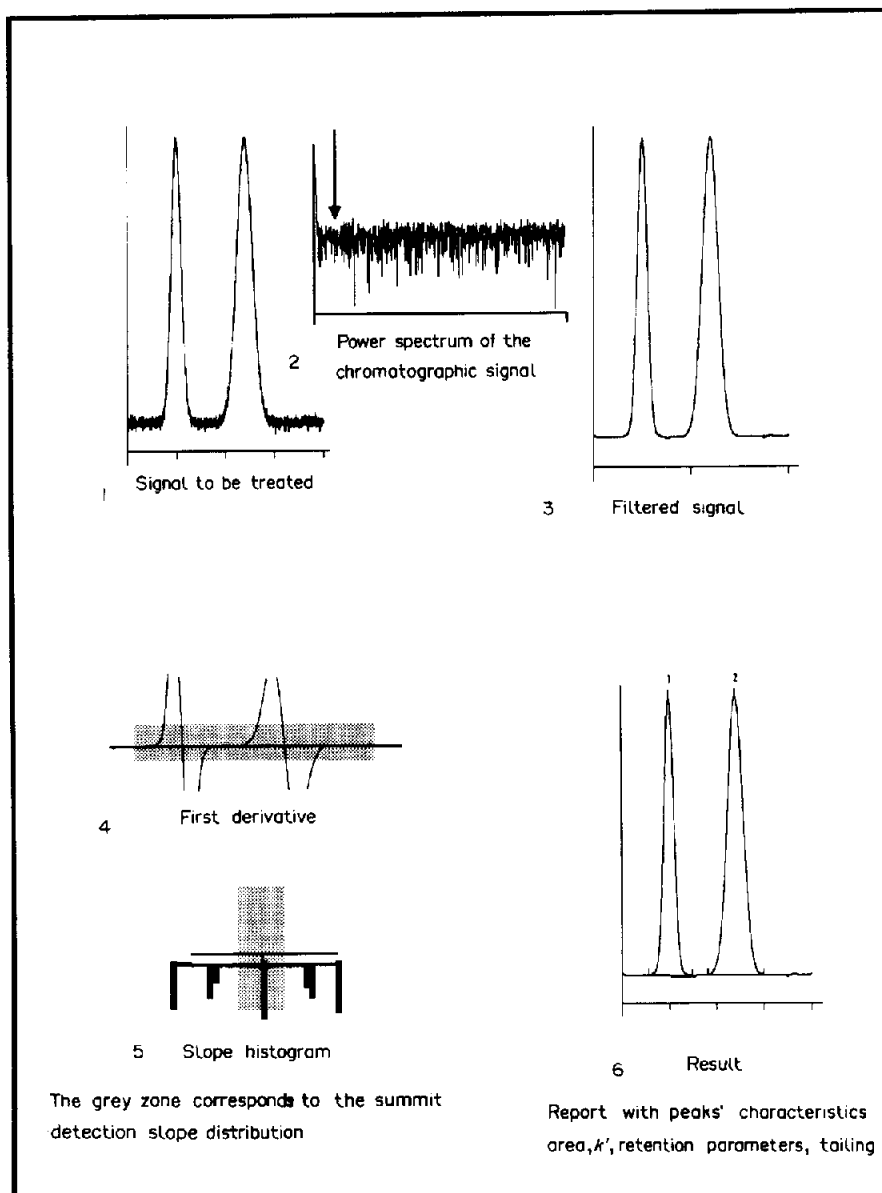 1 Signal to be treated
2 Power spectrum of the
chromatographic signal
3 Filtered signal
4 First derivative
5 Slope histogram
The grey zone corresponds to the summit
detection slope distribution
1 2
6 Result
Report with peaks' characteristics
area, k', retention parameters, tailing